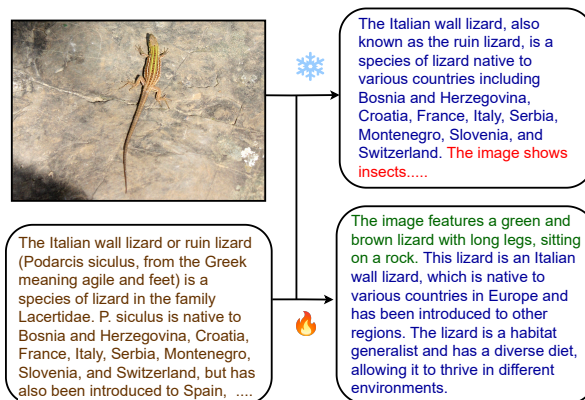 The Italian wall lizard, also
known as the ruin lizard, is a
species of lizard native to
various countries including
Bosnia and Herzegovina,
Croatia, France, Italy, Serbia,
Montenegro, Slovenia, and
Switzerland. The image shows
insects.....
The Italian wall lizard or ruin lizard
(Podarcis siculus, from the Greek
meaning agile and feet) is a
species of lizard in the family
Lacertidae. P. siculus is native to
Bosnia and Herzegovina, Croatia,
France, Italy, Serbia, Montenegro,
Slovenia, and Switzerland, but has
also been introduced to Spain, ....
The image features a green and
brown lizard with long legs, sitting
on a rock. This lizard is an Italian
wall lizard, which is native to
various countries in Europe and
has been introduced to other
regions. The lizard is a habitat
generalist and has a diverse diet,
allowing it to thrive in different
environments.